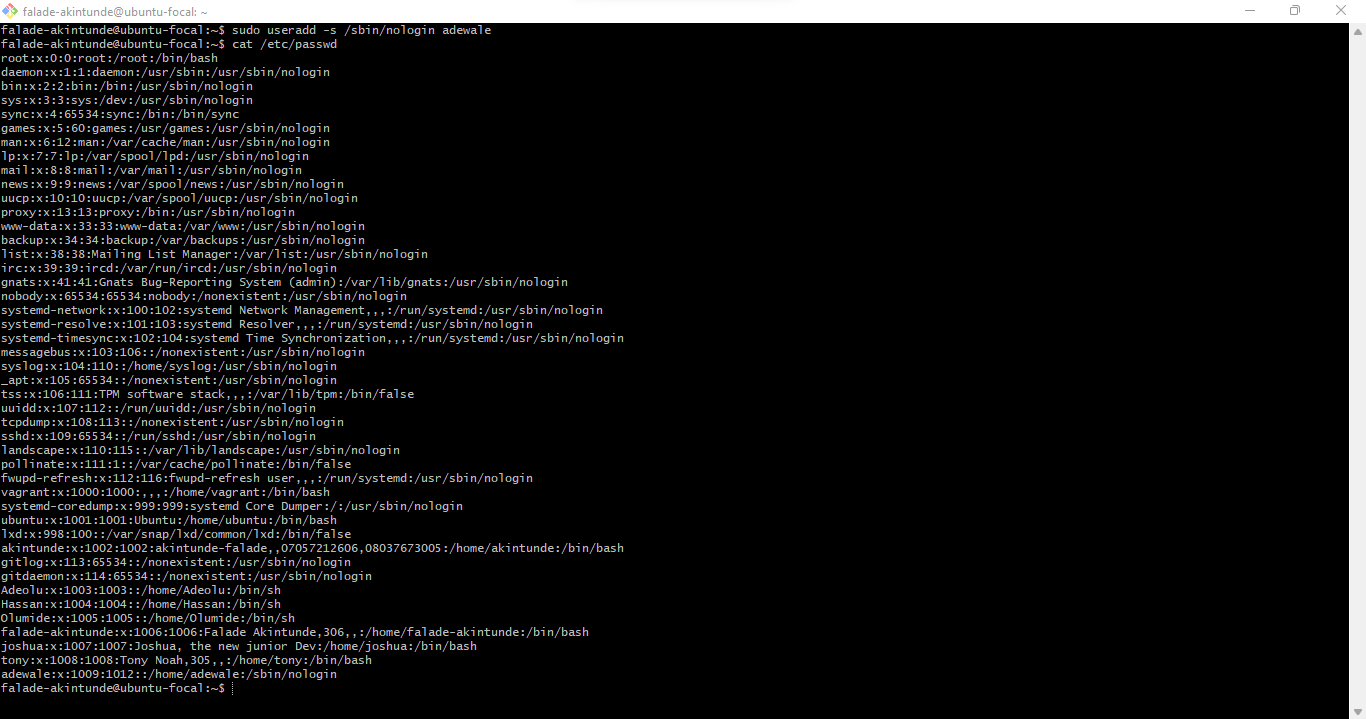 falade-akintunde@ubuntu-focal: ~
falade-akintunde@ubuntu-focal:~$ sudo useradd -s /sbin/nologin adewale
falade-akintunde@ubuntu-focal:~$ cat /etc/passwd
root:x:0:0:root:/root:/bin/bash
daemon:x:1:1:daemon:/usr/sbin:/usr/sbin/nologin
bin:x:2:2:bin:/bin:/usr/sbin/nologin
sys:x:3:3:sys:/dev:/usr/sbin/nologin
sync:x:4:65534:sync:/bin:/bin/sync
games:x:5:60:games:/usr/games:/usr/sbin/nologin
man:x:6:12:man:/var/cache/man:/usr/sbin/nologin
lp:x:7:7:lp:/var/spool/lpd:/usr/sbin/nologin
mail:x:8:8:mail:/var/mail:/usr/sbin/nologin
news:x:9:9:news:/var/spool/news:/usr/sbin/nologin
uucp:x:10:10:uucp:/var/spool/uucp:/usr/sbin/nologin
proxy:x:13:13:proxy:/bin:/usr/sbin/nologin
www-data:x:33:33:www-data:/var/www:/usr/sbin/nologin
backup:x:34:34:backup:/var/backups:/usr/sbin/nologin
list:x:38:38:Mailing List Manager:/var/list:/usr/sbin/nologin
irc:x:39:39:ircd:/var/run/ircd:/usr/sbin/nologin
gnats:x:41:41:Gnats Bug-Reporting System (admin):/var/lib/gnats:/usr/sbin/nologin
nobody:x:65534:65534:nobody:/nonexistent:/usr/sbin/nologin
systemd-network:x:100:102:systemd Network Management,,,:/run/systemd:/usr/sbin/nologin
systemd-resolve:x:101:103:systemd Resolver,,,:/run/systemd:/usr/sbin/nologin
systemd-timesync:x:102:104:systemd Time Synchronization,,,:/run/systemd:/usr/sbin/nologin
messagebus:x:103:106::/nonexistent:/usr/sbin/nologin
syslog:x:104:110::/home/syslog:/usr/sbin/nologin
_apt:x:105:65534::/nonexistent:/usr/sbin/nologin
tss:x:106:111:TPM software stack,,,:/var/lib/tpm:/bin/false
uuidd:x:107:112::/run/uuidd:/usr/sbin/nologin
tcpdump:x:108:113::/nonexistent:/usr/sbin/nologin
sshd:x:109:65534::/run/sshd:/usr/sbin/nologin
landscape:x:110:115::/var/lib/landscape:/usr/sbin/nologin
pollinate:x:111:1::/var/cache/pollinate:/bin/false
fwupd-refresh:x:112:116:fwupd-refresh user,,,:/run/systemd:/usr/sbin/nologin
vagrant:x:1000:1000:,,,:/home/vagrant:/bin/bash
systemd-coredump:x:999:999:systemd Core Dumper:/:/usr/sbin/nologin
ubuntu:x:1001:1001:Ubuntu:/home/ubuntu:/bin/bash
lxd:x:998:100::/var/snap/lxd/common/lxd:/bin/false
akintunde:x:1002:1002:akintunde-falade,,07057212606,08037673005:/home/akintunde:/bin/bash
gitlog:x:113:65534::/nonexistent:/usr/sbin/nologin
gitdaemon:x:114:65534::/nonexistent:/usr/sbin/nologin
Adeolu:x:1003:1003::/home/Adeolu:/bin/sh
Hassan:x:1004:1004::/home/Hassan:/bin/sh
Olumide:x:1005:1005::/home/Olumide:/bin/sh
falade-akintunde:x:1006:1006:Falade Akintunde,306,,:/home/falade-akintunde:/bin/bash
joshua:x:1007:1007:Joshua, the new junior Dev:/home/joshua:/bin/bash
tony:x:1008:1008:Tony Noah,305,,:/home/tony:/bin/bash
adewale:x:1009:1012::/home/adewale:/sbin/nologin
falade-akintunde@ubuntu-focal:~$